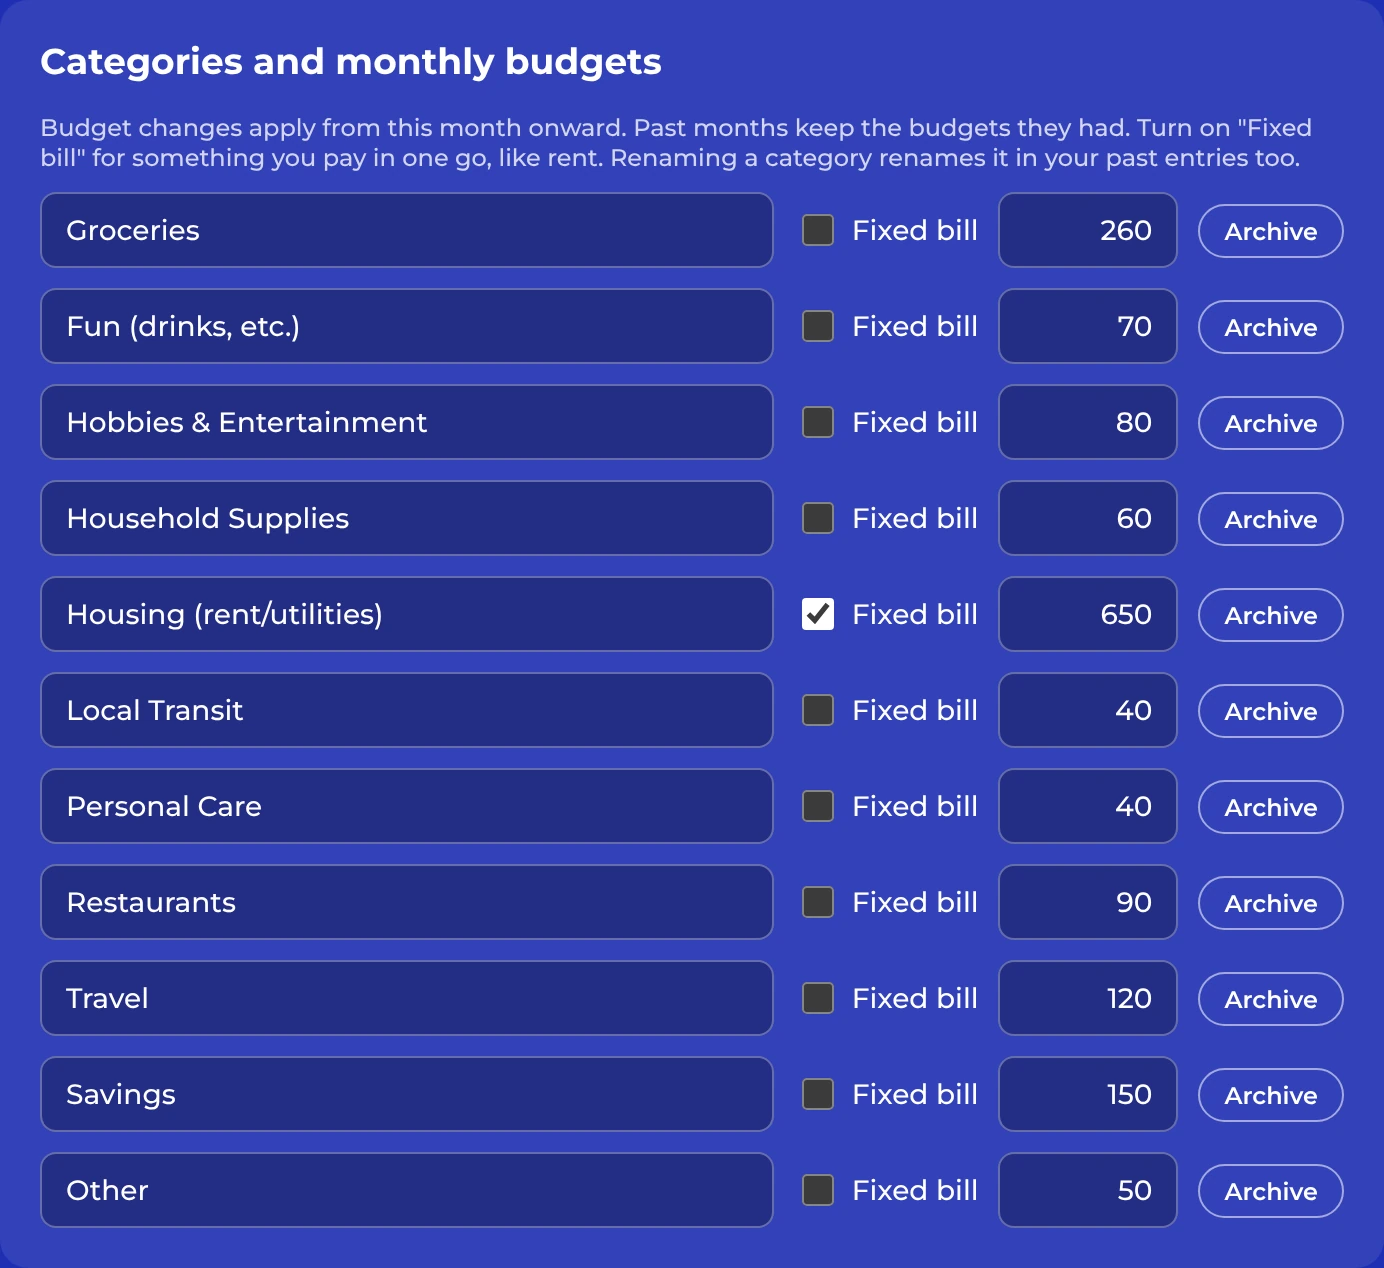 Categories and monthly budgets
Budget changes apply from this month onward. Past months keep the budgets they had. Turn on "Fixed
bill" for something you pay in one go, like rent. Renaming a category renames it in your past entries too.
Groceries Fixed bill 260 Archive
Fun (drinks, etc.) Fixed bill 70 Archive
Hobbies & Entertainment Fixed bill 80 Archive
Household Supplies Fixed bill 60 Archive
Housing (rent/utilities) Fixed bill 650 Archive
Local Transit Fixed bill 40 Archive
Personal Care Fixed bill 40 Archive
Restaurants Fixed bill 90 Archive
Travel Fixed bill 120 Archive
Savings Fixed bill 150 Archive
Other Fixed bill 50 Archive